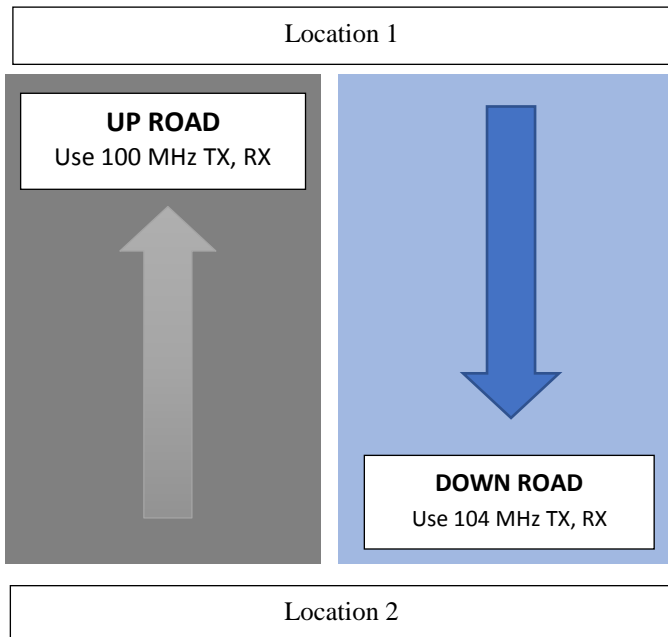 Location 1
UP ROAD
Use 100 MHz TX, RX
DOWN ROAD
Use 104 MHz TX, RX
Location 2